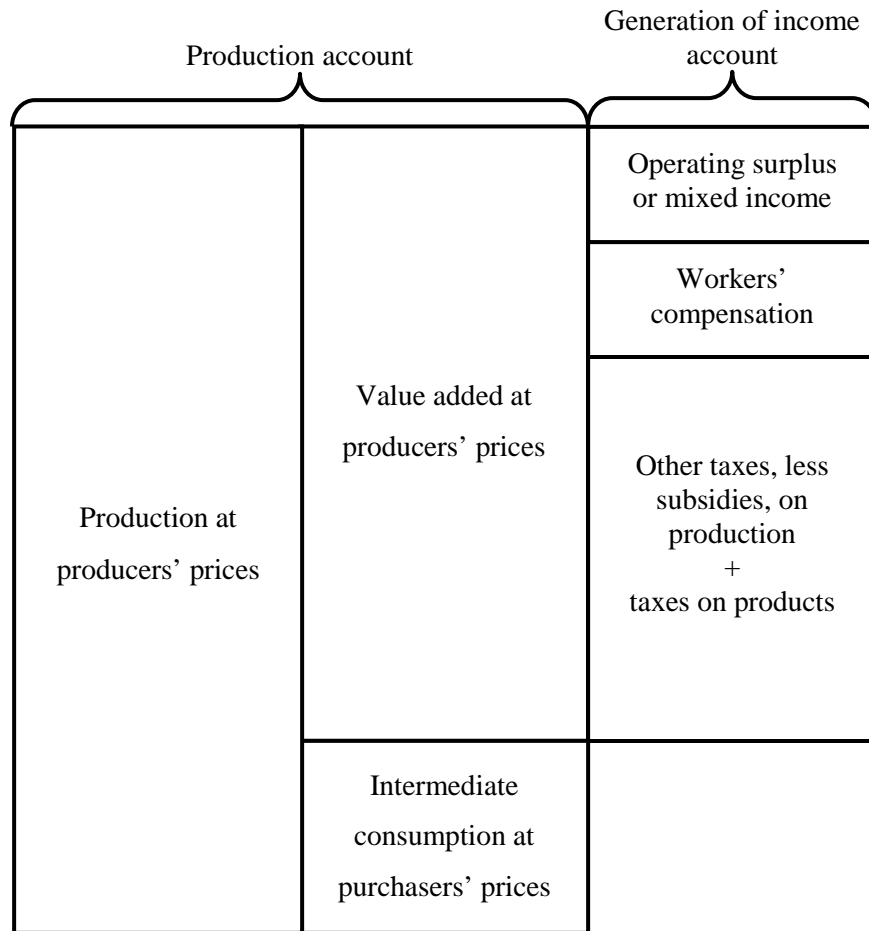 Production account
Generation of income
account
Production at
producers’ prices
Value added at
producers’ prices
Intermediate
consumption at
purchasers’ prices
Operating surplus
or mixed income
Workers’
compensation
Other taxes, less
subsidies, on
production
+
taxes on products